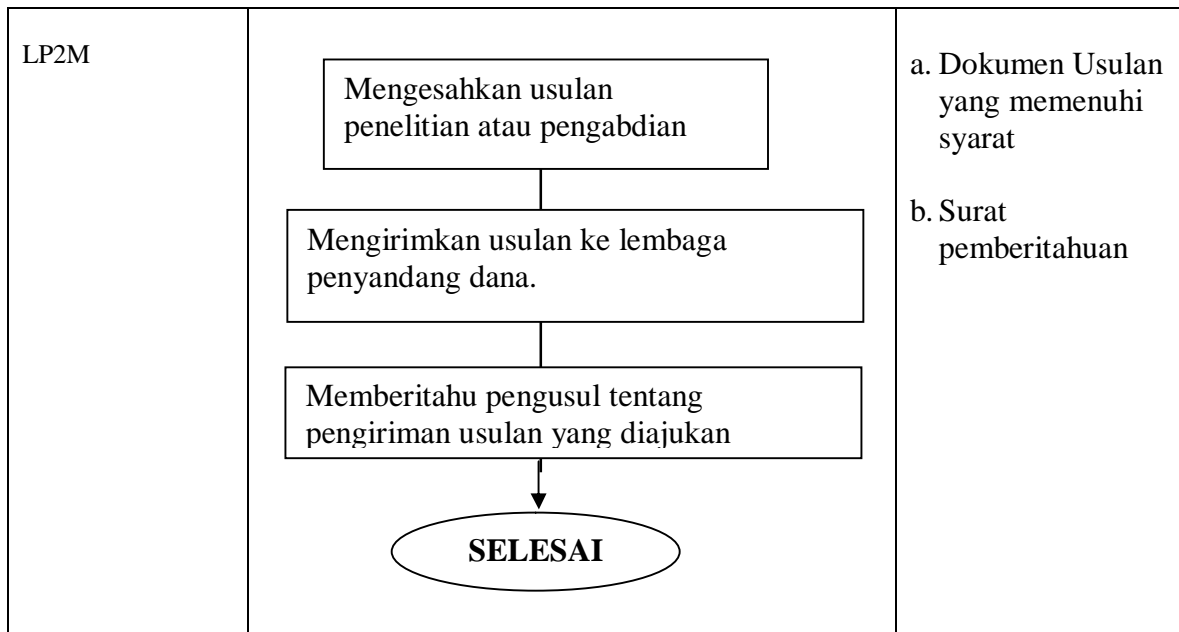 LP2M
Mengesahkan usulan
penelitian atau pengabdian
Mengirimkan usulan ke lembaga
penyandang dana.
Memberitahu pengusul tentang
pengiriman usulan yang diajukan
SELESAI
a. Dokumen Usulan
yang memenuhi
syarat
b. Surat
pemberitahuan